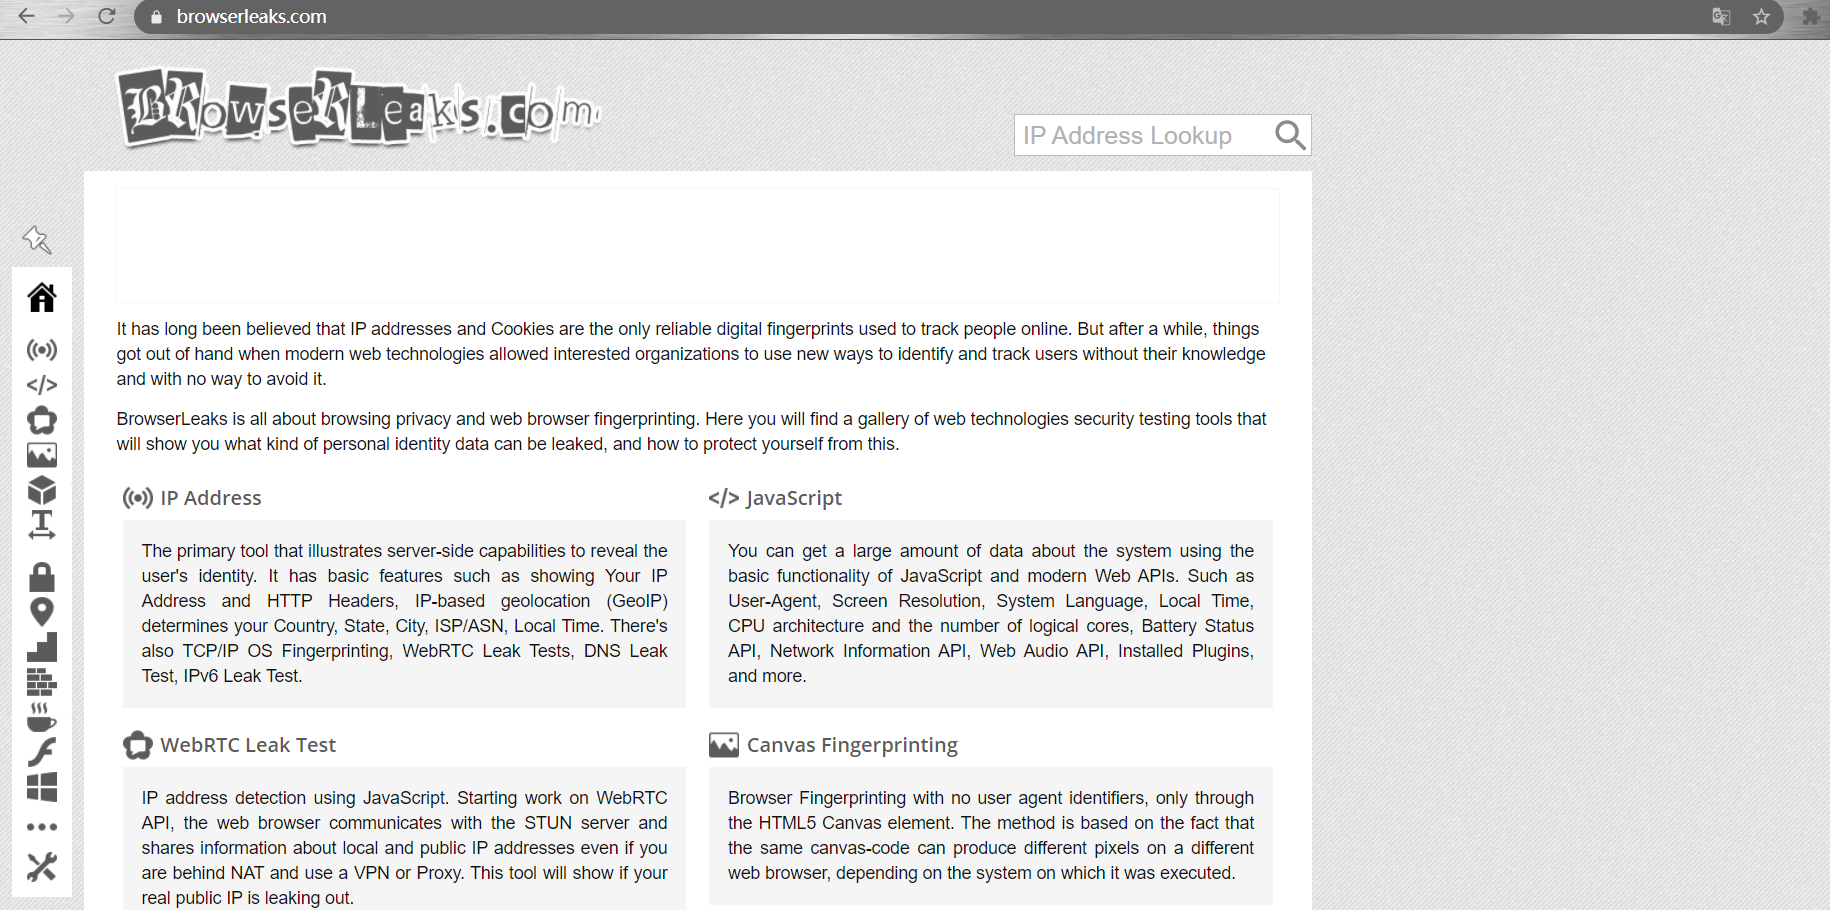 browserleaks.com
BRowseRLeaks.com
IP Address Lookup
It has long been believed that IP addresses and Cookies are the only reliable digital fingerprints used to track people online. But after a while, things
got out of hand when modern web technologies allowed interested organizations to use new ways to identify and track users without their knowledge
and with no way to avoid it.
BrowserLeaks is all about browsing privacy and web browser fingerprinting. Here you will find a gallery of web technologies security testing tools that
will show you what kind of personal identity data can be leaked, and how to protect yourself from this.
IP Address
The primary tool that illustrates server-side capabilities to reveal the
user's identity. It has basic features such as showing Your IP
Address and HTTP Headers, IP-based geolocation (GeoIP)
determines your Country, State, City, ISP/ASN, Local Time. There's
also TCP/IP OS Fingerprinting, WebRTC Leak Tests, DNS Leak
Test, IPv6 Leak Test.
</> JavaScript
You can get a large amount of data about the system using the
basic functionality of JavaScript and modern Web APIs. Such as
User-Agent, Screen Resolution, System Language, Local Time,
CPU architecture and the number of logical cores, Battery Status
API, Network Information API, Web Audio API, Installed Plugins,
and more.
WebRTC Leak Test
IP address detection using JavaScript. Starting work on WebRTC
API, the web browser communicates with the STUN server and
shares information about local and public IP addresses even if you
are behind NAT and use a VPN or Proxy. This tool will show if your
real public IP is leaking out.
Canvas Fingerprinting
Browser Fingerprinting with no user agent identifiers, only through
the HTML5 Canvas element. The method is based on the fact that
the same canvas-code can produce different pixels on a different
web browser, depending on the system on which it was executed.